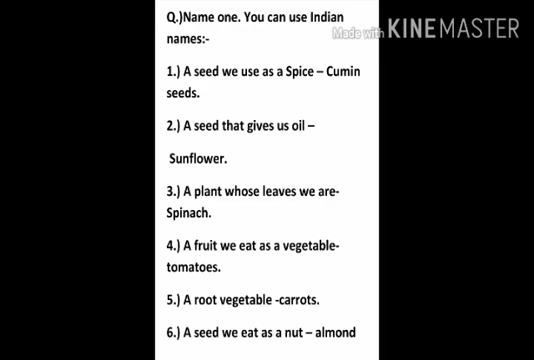 Q.)Name one. You can use Indian
names:-
Made with KINEMASTER
1.) A seed we use as a Spice – Cumin
seeds.
2.) A seed that gives us oil –
Sunflower.
3.) A plant whose leaves we are-
Spinach.
4.) A fruit we eat as a vegetable-
tomatoes.
5.) A root vegetable -carrots.
6.) A seed we eat as a nut – almond